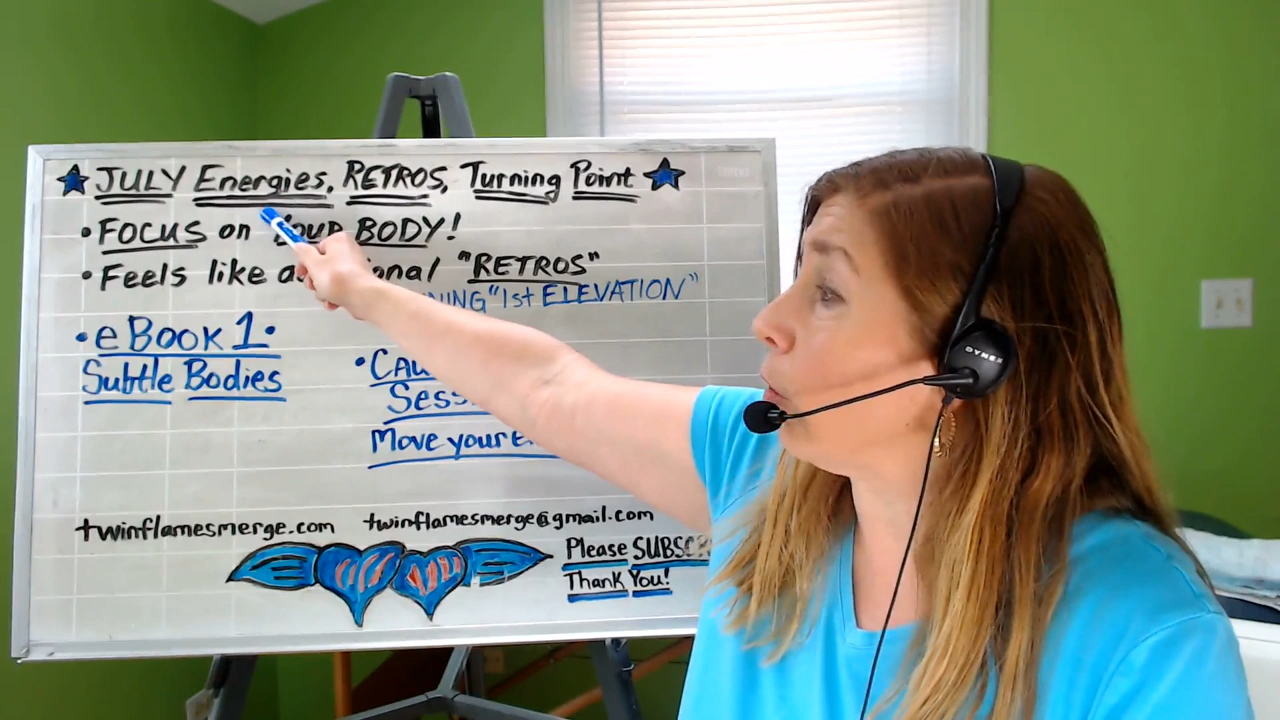 JULY Energies, RETROS, Turning Point
• FOCUS on YOUR BODY!
• Feels like "RETROS"
"1st ELEVATION"
• eBook 1 •
Subtle Bodies
Move your
twinflamesmerge.com twinflamesmerge@gmail.com
Please
Thank You!
DYNEX